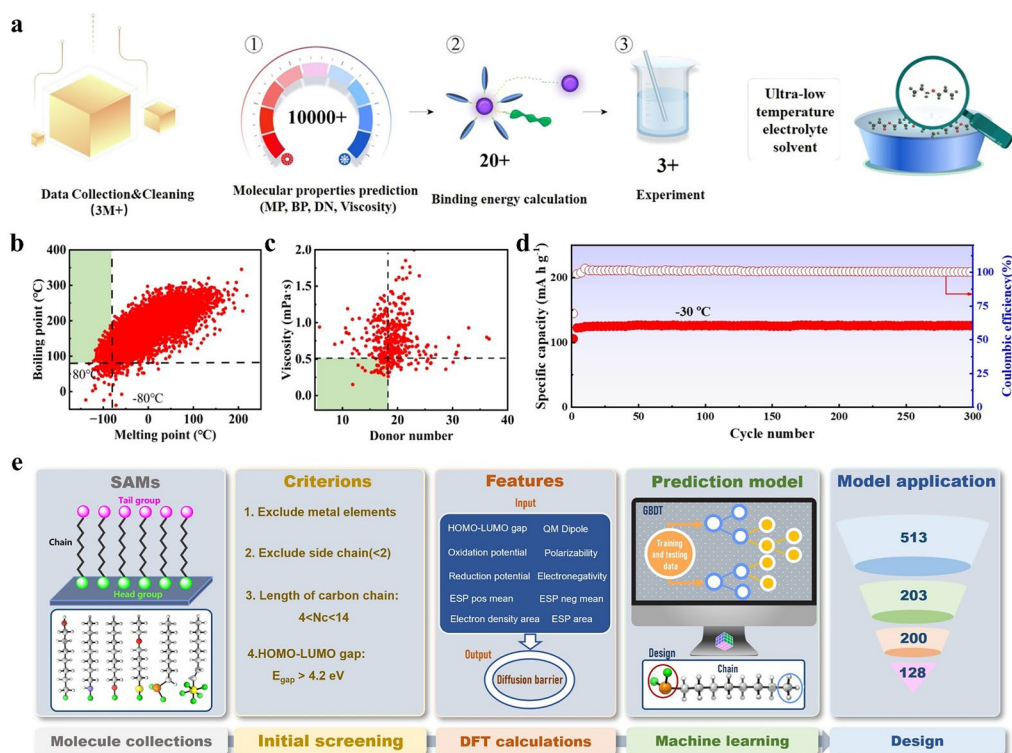 a
①
②
③
10000+
20+
3+
Data Collection&Cleaning
(3M+)
Molecular properties prediction
(MP, BP, DN, Viscosity)
Binding energy calculation
Experiment
Ultra-low
temperature
electrolyte
solvent
b
Boiling point (°C)
400
300
200
100
0
80°C
-80°C
−100 0 100 200
Melting point (°C)
c
Viscosity (mPa·s)
2.0
1.5
1.0
0.5
0.0
10 20 30 40
Donor number
d
Specific capacity (mA h g⁻¹)
200
100
0
-30 °C
0 50 100 150 200 250 300
Cycle number
100
75
50
25
0
Coulombic efficiency(%)
e
SAMs
Tail group
Chain
Head group
Molecule collections
Criterions
1. Exclude metal elements
2. Exclude side chain(<2)
3. Length of carbon chain:
4<Nc<14
4.HOMO-LUMO gap:
Egap > 4.2 eV
Initial screening
Features
Input
HOMO-LUMO gap QM Dipole
Oxidation potential Polarizability
Reduction potential Electronegativity
ESP pos mean ESP neg mean
Electron density area ESP area
Output
Diffusion barrier
DFT calculations
Prediction model
GBDT
Training
and testing
data
Design
Chain
Machine learning
Model application
513
203
200
128
Design